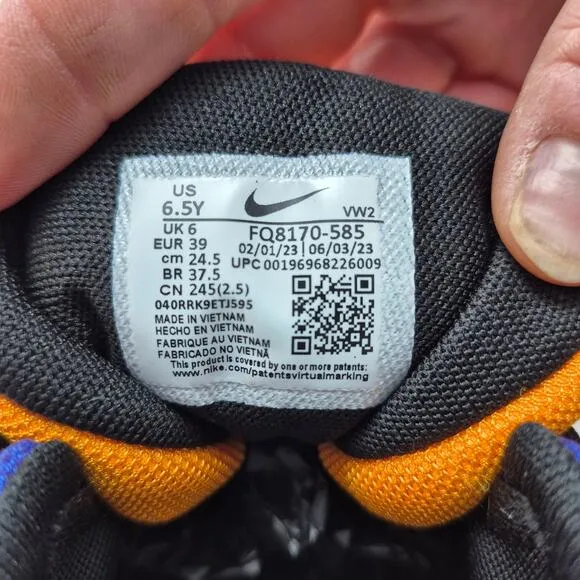 US
6.5Y
VW2
UK 6
FQ8170-585
EUR 39
02/01/23 | 06/03/23
cm 24.5
UPC 00196968226009
BR 37.5
CN 245(2.5)
040RRK9ETJ595
MADE IN VIETNAM
HECHO EN VIETNAM
FABRIQUE AU VIETNAM
FABRICADO NO VIETNÃ
This product is covered by one or more patents:
www.nike.com/patentsvirtualmarking